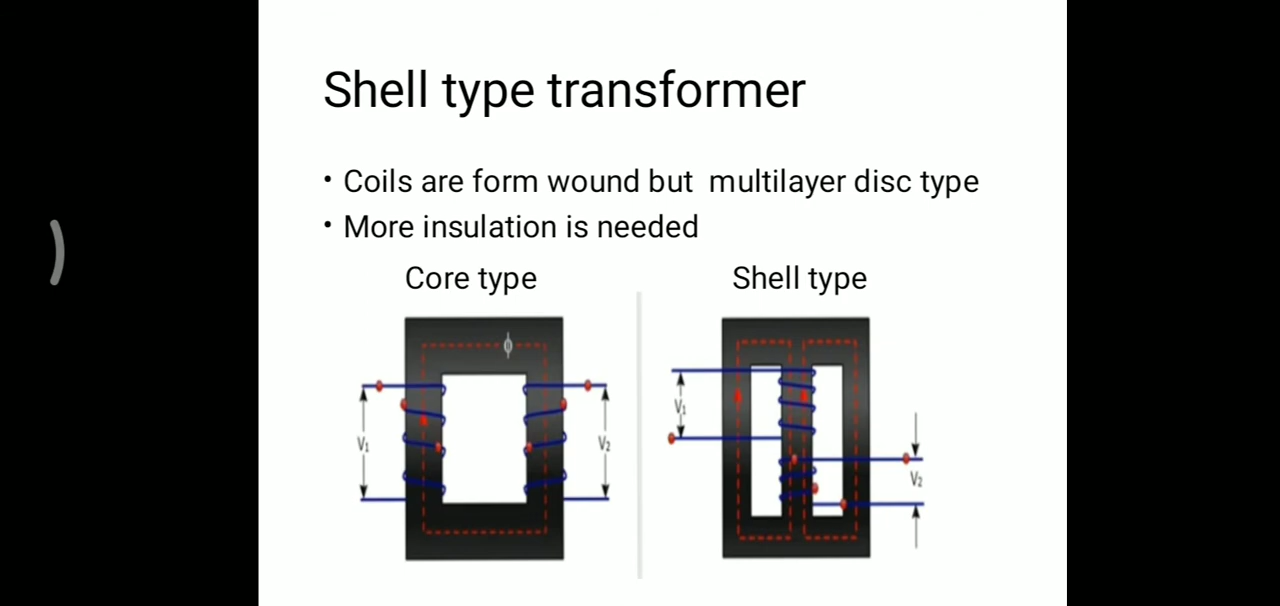 Shell type transformer
• Coils are form wound but multilayer disc type
• More insulation is needed
Core type
Shell type
ϕ
V₁
V₂
V₁
V₂